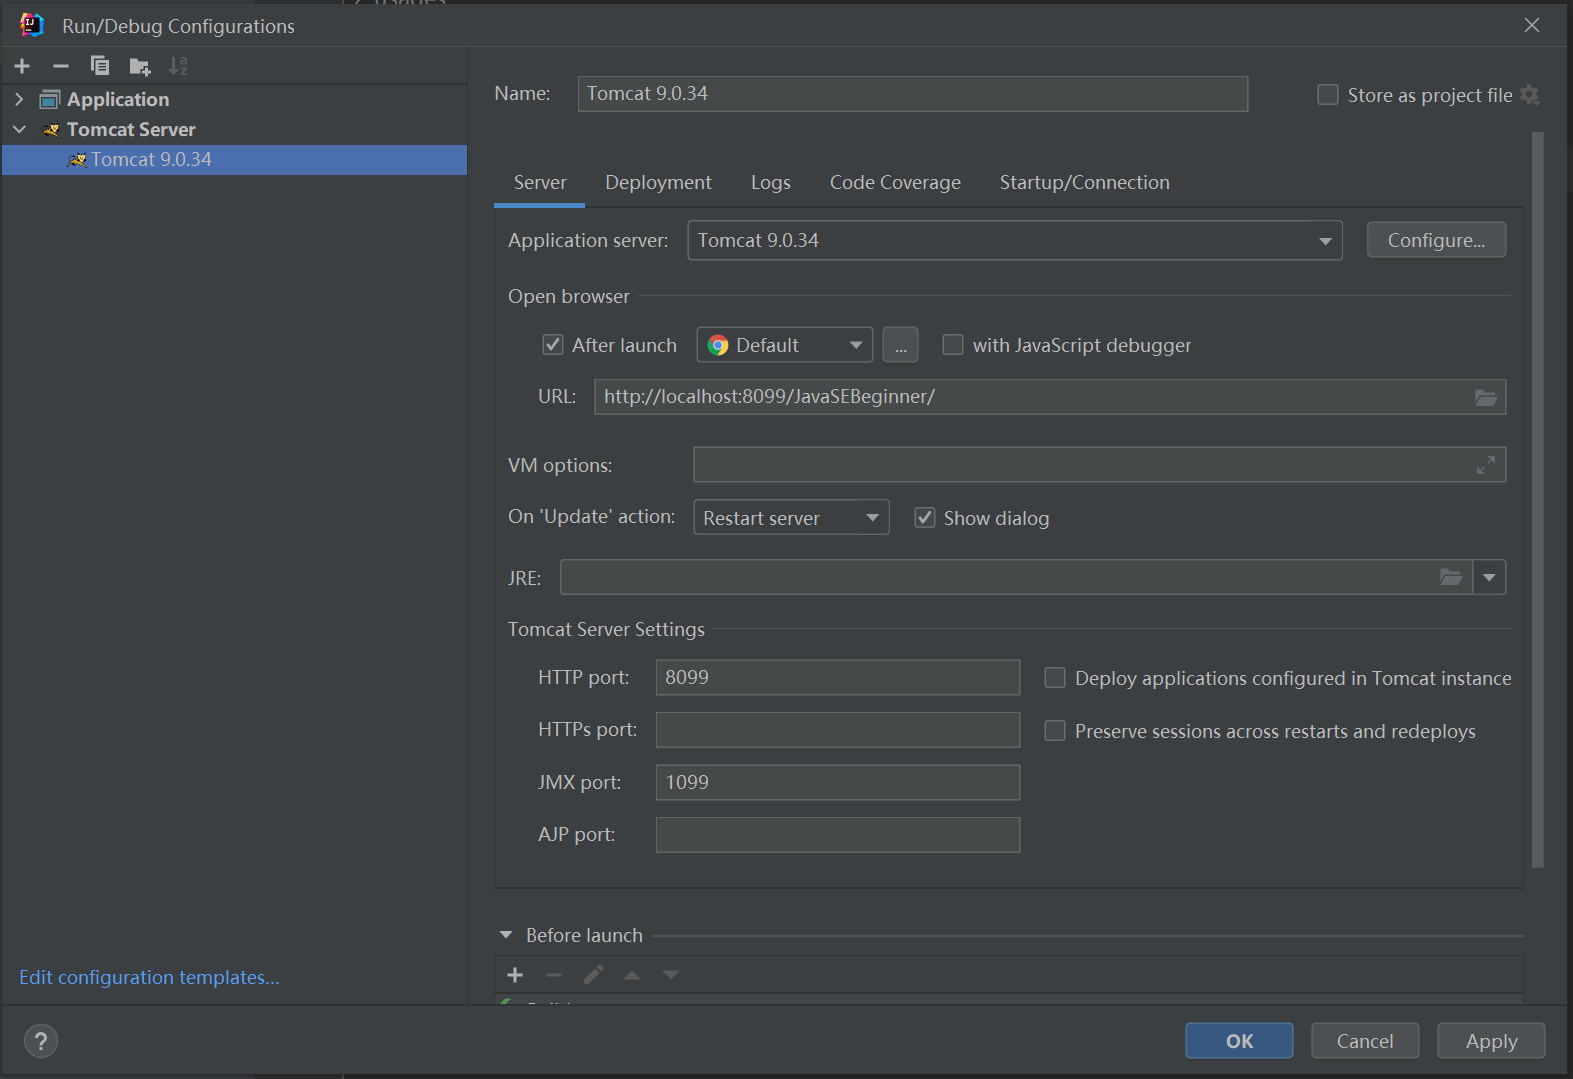 Run/Debug Configurations
Application
Tomcat Server
Tomcat 9.0.34
Edit configuration templates...
Name: Tomcat 9.0.34 Store as project file
Server Deployment Logs Code Coverage Startup/Connection
Application server: Tomcat 9.0.34 Configure...
Open browser
After launch Default ... with JavaScript debugger
URL: http://localhost:8099/JavaSEBeginner/
VM options:
On 'Update' action: Restart server Show dialog
JRE:
Tomcat Server Settings
HTTP port: 8099 Deploy applications configured in Tomcat instance
HTTPs port: Preserve sessions across restarts and redeploys
JMX port: 1099
AJP port:
Before launch
? OK Cancel Apply